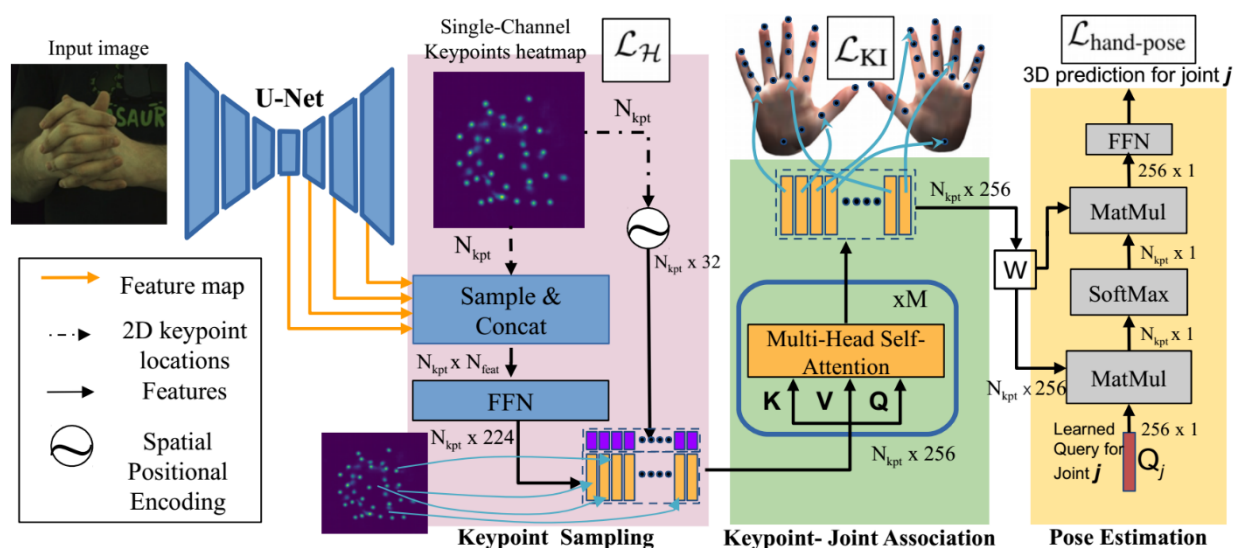 Input image
SAUR
U-Net
Feature map
2D keypoint
locations
Features
Spatial
Positional
Encoding
Single-Channel
Keypoints heatmap
ℒ_ℋ
N_kpt
N_kpt
N_kpt x 32
Sample &
Concat
N_kpt x N_feat
FFN
N_kpt x 224
Keypoint Sampling
ℒ_KI
N_kpt x 256
xM
Multi-Head Self-
Attention
K V Q
N_kpt x 256
Keypoint- Joint Association
ℒ_hand-pose
3D prediction for joint j
FFN
256 x 1
MatMul
N_kpt x 1
W
SoftMax
N_kpt x 1
MatMul
N_kpt x 256
Learned
Query for
Joint j
256 x 1
Q_j
Pose Estimation